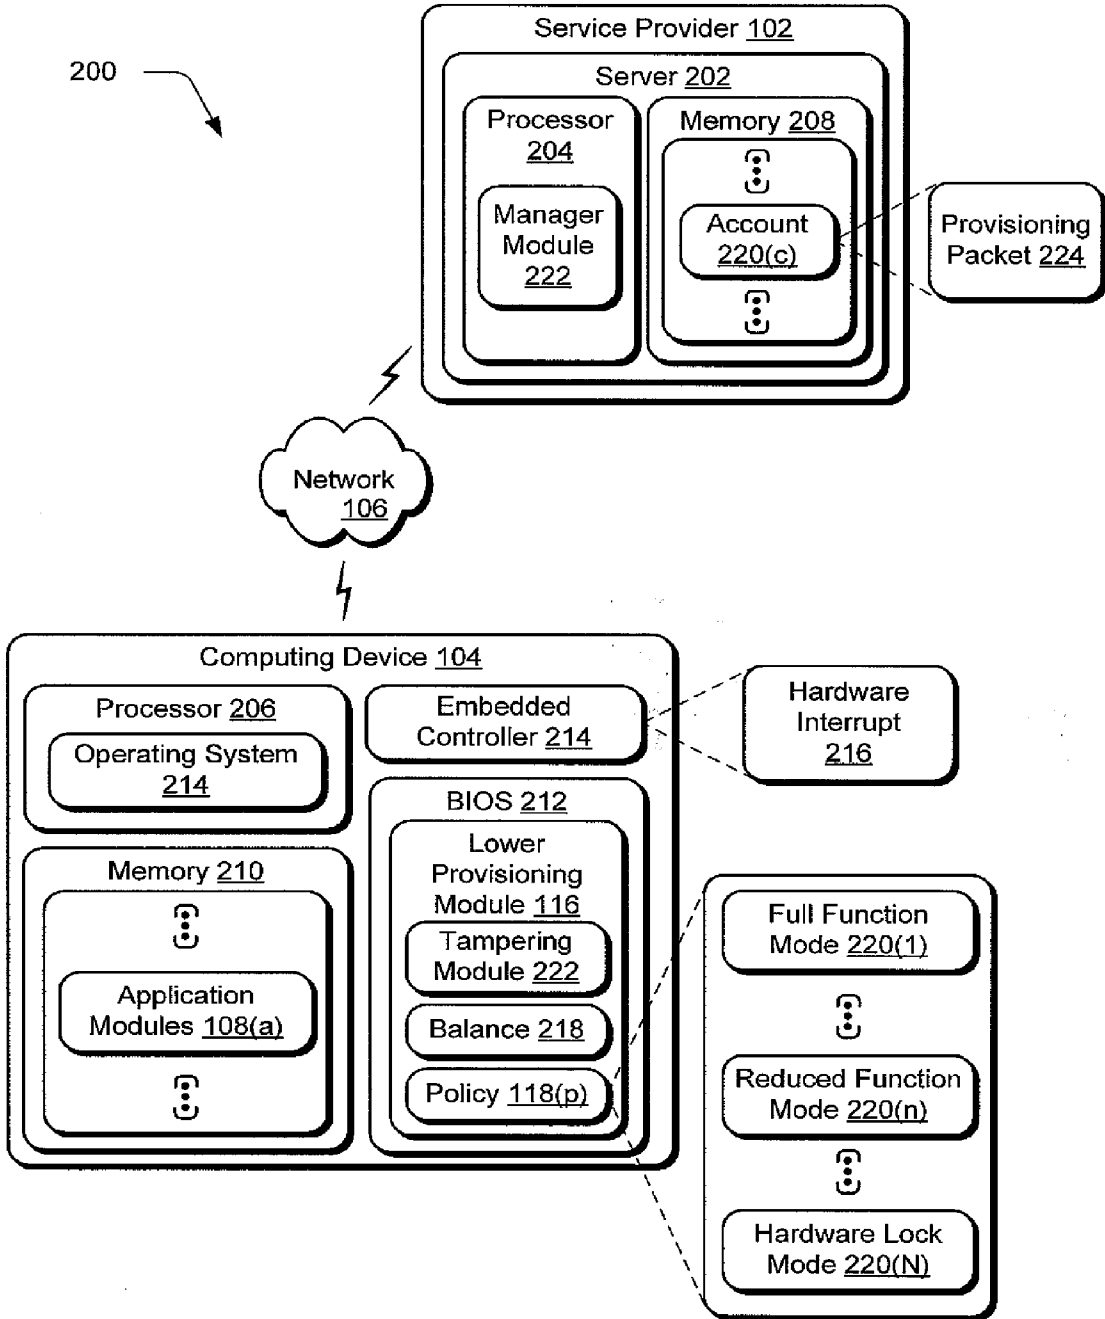 200
Service Provider 102
Server 202
Processor
204
Manager
Module
222
Memory 208
Account
220(c)
Provisioning
Packet 224
Network
106
Computing Device 104
Processor 206
Operating System
214
Embedded
Controller 214
Hardware
Interrupt
216
Memory 210
Application
Modules 108(a)
BIOS 212
Lower
Provisioning
Module 116
Tampering
Module 222
Balance 218
Policy 118(p)
Full Function
Mode 220(1)
Reduced Function
Mode 220(n)
Hardware Lock
Mode 220(N)